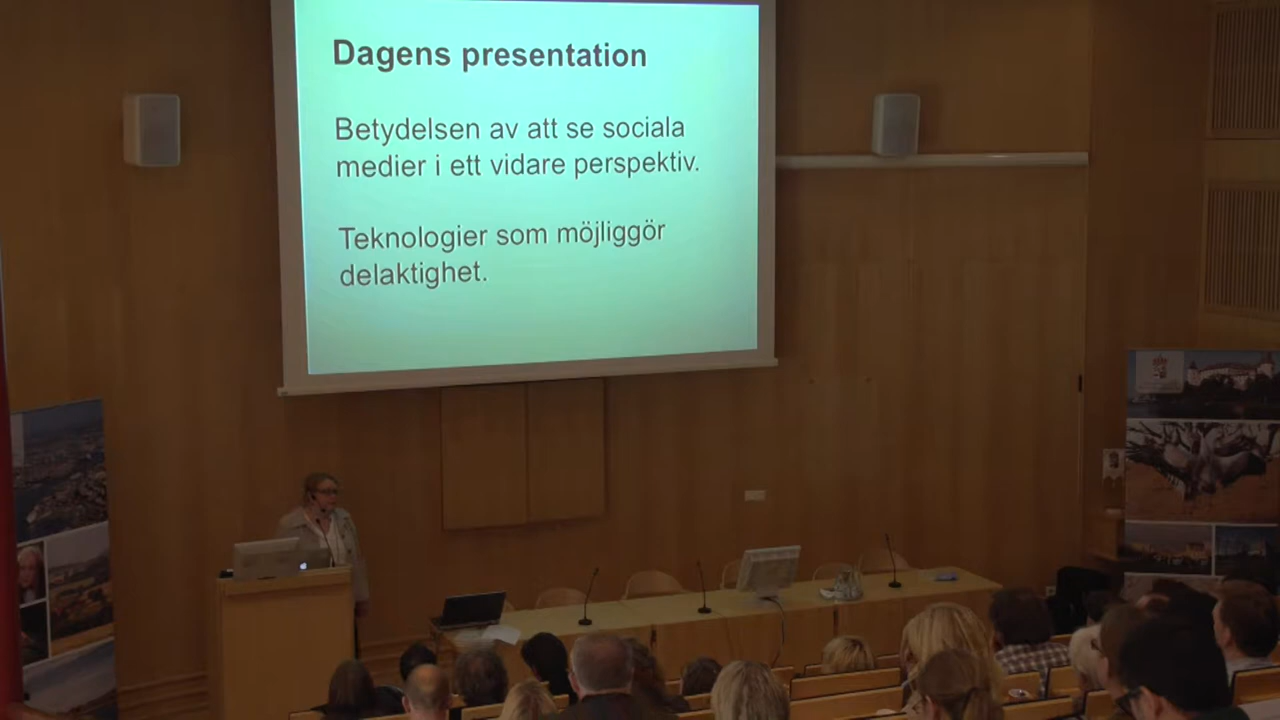 Dagens presentation
Betydelsen av att se sociala
medier i ett vidare perspektiv.
Teknologier som möjliggör
delaktighet.